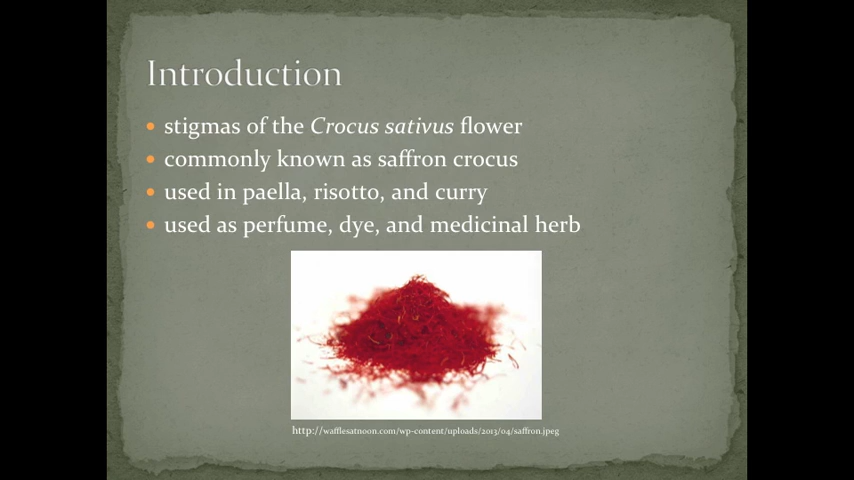 Introduction
• stigmas of the Crocus sativus flower
• commonly known as saffron crocus
• used in paella, risotto, and curry
• used as perfume, dye, and medicinal herb
http://wafflesatnoon.com/wp-content/uploads/2013/04/saffron.jpeg